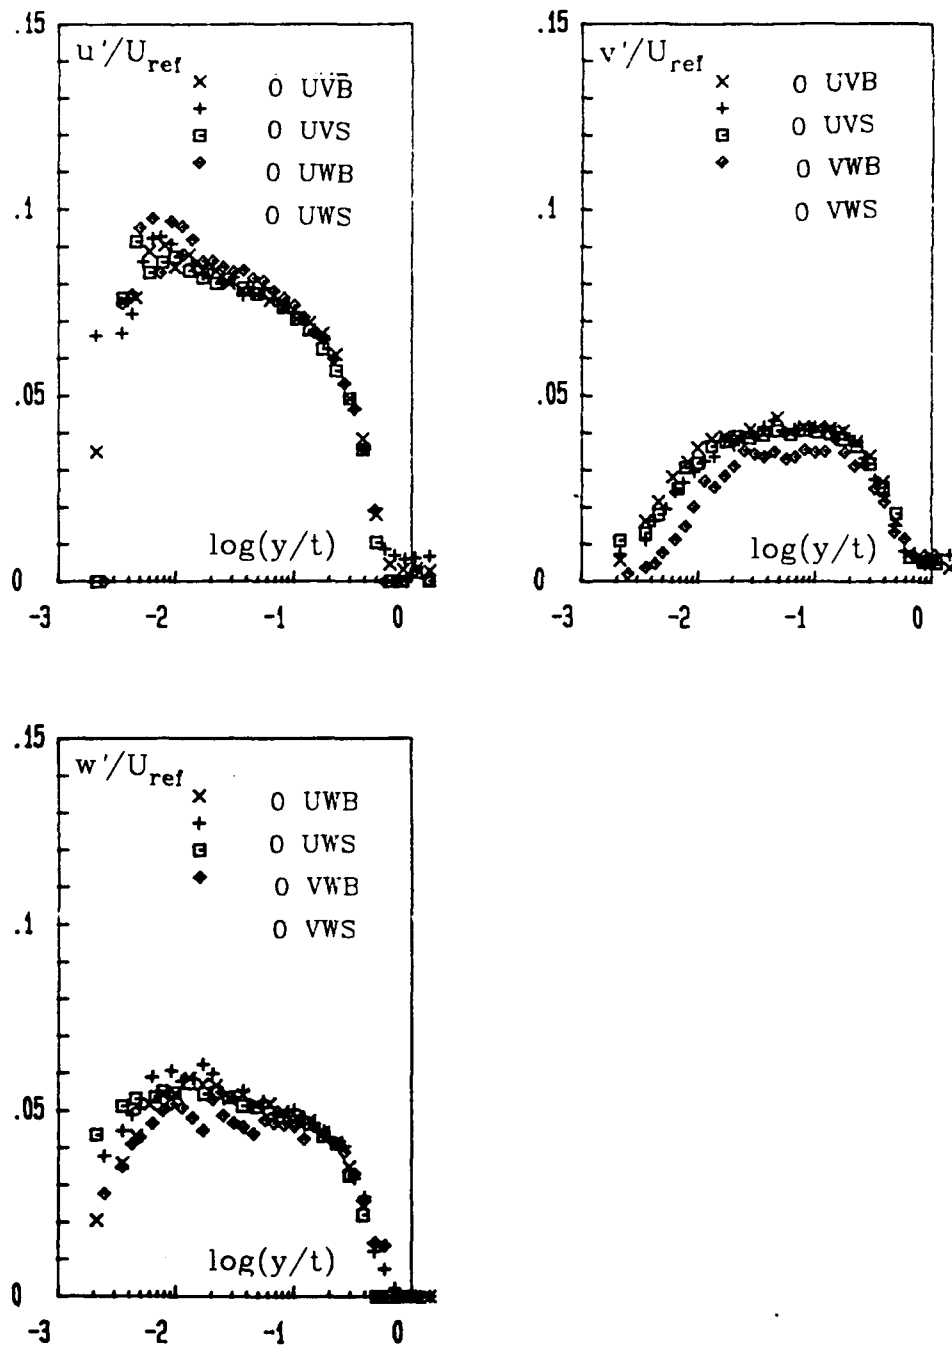 .15
u'/U_ref
0 UVB
0 UVS
0 UWB
0 UWS
.1
.05
log(y/t)
0
-3 -2 -1 0
.15
v'/U_ref
0 UVB
0 UVS
0 VWB
0 VWS
.1
.05
log(y/t)
0
-3 -2 -1 0
.15
w'/U_ref
0 UWB
0 UWS
0 VWB
0 VWS
.1
.05
log(y/t)
0
-3 -2 -1 0